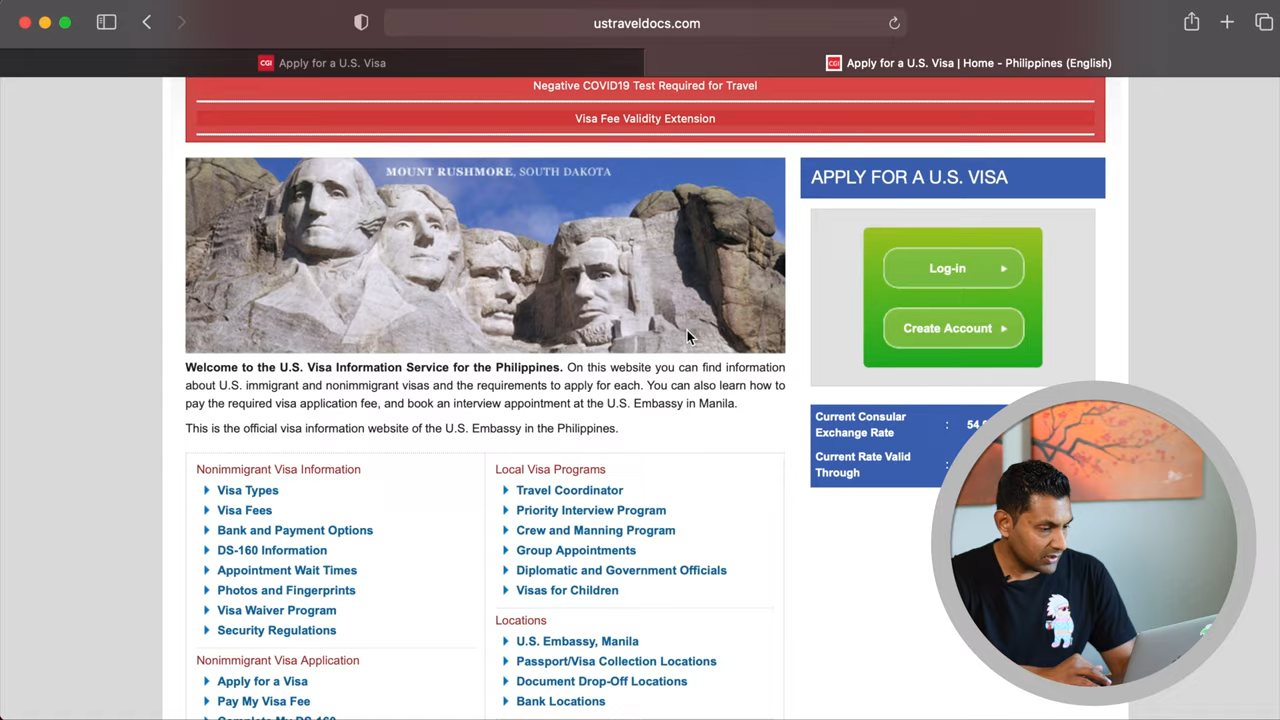 ustraveldocs.com
CGI Apply for a U.S. Visa
CGI Apply for a U.S. Visa | Home - Philippines (English)
Negative COVID19 Test Required for Travel
Visa Fee Validity Extension
MOUNT RUSHMORE, SOUTH DAKOTA
APPLY FOR A U.S. VISA
Log-in
Create Account
Welcome to the U.S. Visa Information Service for the Philippines. On this website you can find information
about U.S. immigrant and nonimmigrant visas and the requirements to apply for each. You can also learn how to
pay the required visa application fee, and book an interview appointment at the U.S. Embassy in Manila.
This is the official visa information website of the U.S. Embassy in the Philippines.
Current Consular
Exchange Rate : 54.
Current Rate Valid
Through :
Nonimmigrant Visa Information
Visa Types
Visa Fees
Bank and Payment Options
DS-160 Information
Appointment Wait Times
Photos and Fingerprints
Visa Waiver Program
Security Regulations
Nonimmigrant Visa Application
Apply for a Visa
Pay My Visa Fee
Complete My DS-160
Local Visa Programs
Travel Coordinator
Priority Interview Program
Crew and Manning Program
Group Appointments
Diplomatic and Government Officials
Visas for Children
Locations
U.S. Embassy, Manila
Passport/Visa Collection Locations
Document Drop-Off Locations
Bank Locations